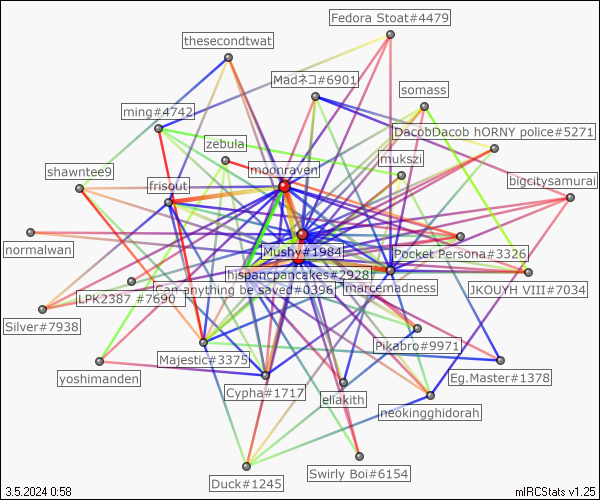 Fedora Stoat#4479
thesecondtwat
Madネコ#6901
somass
ming#4742
DacobDacob hORNY police#5271
zebula
mukszi
moonraven
shawntee9
bigcitysamurai
frisout
normalwan
Mushy#1984
Pocket Persona#3326
hispancpancakes#2928
marcemadness
Can anything be saved#0396
JKOUYH VIII#7034
LPK2387 #7690
Silver#7938
Pikabro#9971
Majestic#3375
Eg.Master#1378
yoshimanden
Cypha#1717
eliakith
neokingghidorah
Swirly Boi#6154
Duck#1245
3.5.2024 0:58
mIRCStats v1.25